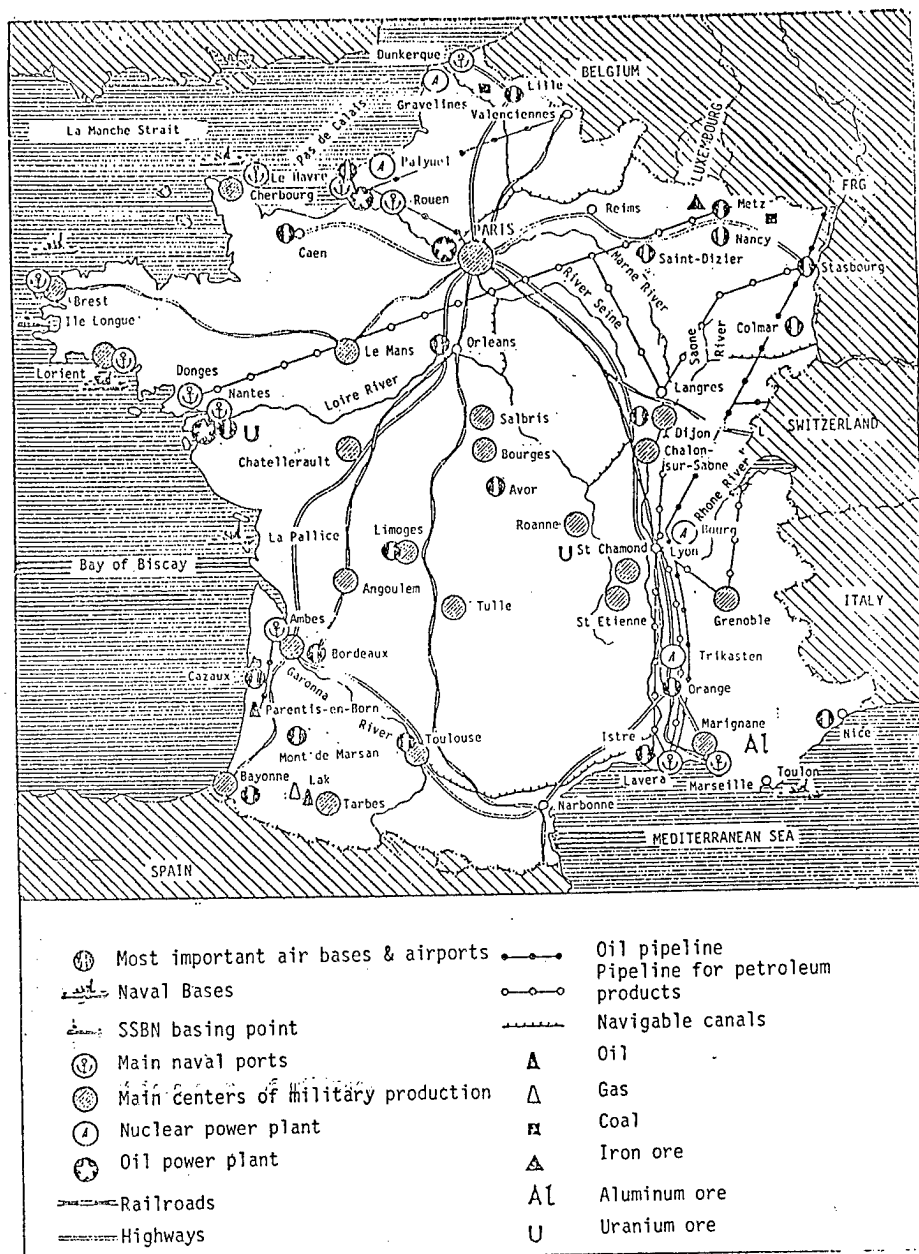 Dunkerque
BELGIUM
Lille
Gravelines
Valenciennes
La Manche Strait
Pas de Calais
LUXEMBOURG
FRG
Le Havre
Palyuel
Cherbourg
Rouen
Reims
Metz
PARIS
Caen
Nancy
Saint-Dizier
Stasbourg
Marne River
River Seine
Brest
Ile Longue
Saone River
Colmar
Le Mans
Orleans
Lorient
Donges
Langres
Nantes
Loire River
Salbris
Dijon
SWITZERLAND
U
Chatellerault
Bourges
Chalon-sur-Sabne
Avor
Rhone River
Roanne
A Bourg
La Pallice
Limoges
U
St Chamond
Lyon
Bay of Biscay
Angoulem
ITALY
Tulle
St Etienne
Grenoble
Ambes
Bordeaux
Trikasten
Cazaux
Garonna River
Orange
Parentis-en-Born
Marignane
Toulouse
Istre
Al
Mont de Marsan
Nice
Bayonne
Lak
Lavera
Toulon
Marseille
Tarbes
Narbonne
MEDITERRANEAN SEA
SPAIN
Most important air bases & airports
Naval Bases
SSBN basing point
Main naval ports
Main centers of military production
A Nuclear power plant
Oil power plant
Railroads
Highways
Oil pipeline
Pipeline for petroleum
products
Navigable canals
Oil
Gas
Coal
Iron ore
Al Aluminum ore
U Uranium ore